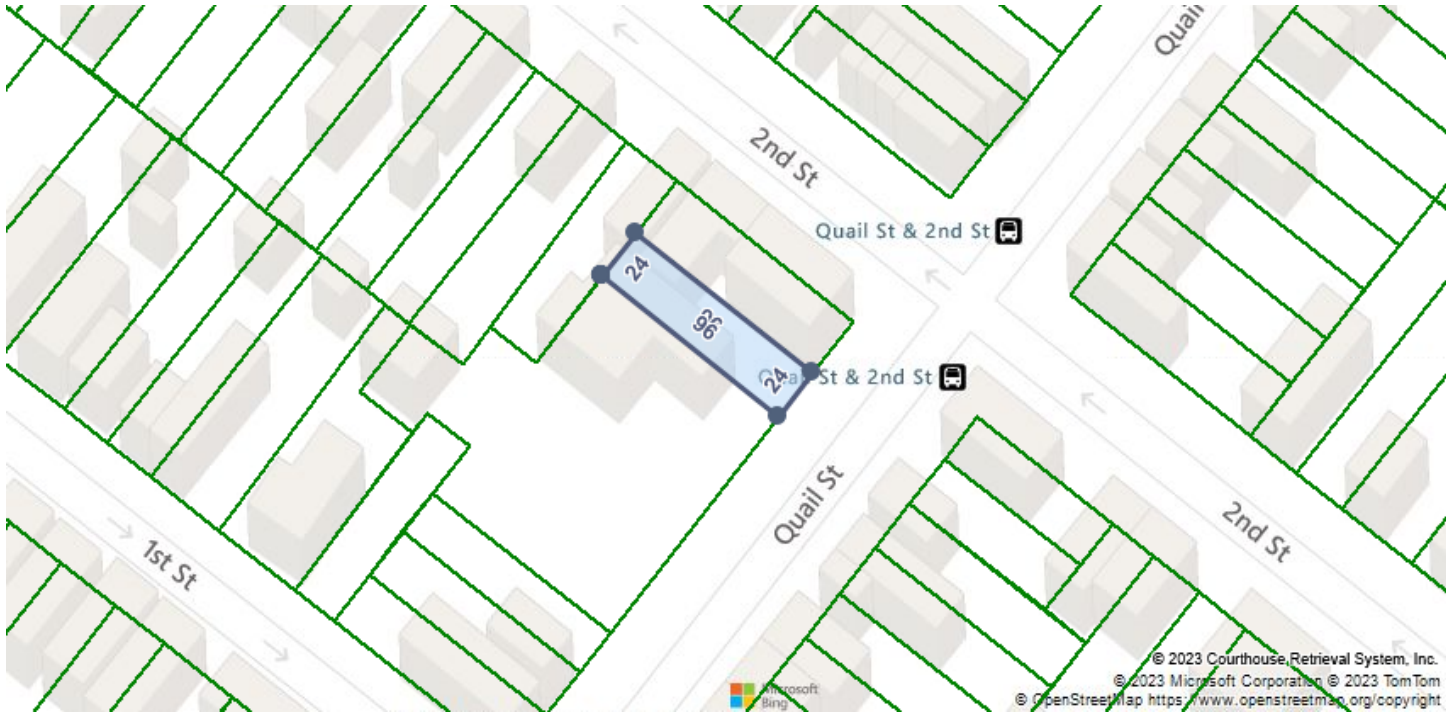 Quail
2nd St
Quail St & 2nd St
24
96
24
Quail St & 2nd St
Quail St
2nd St
1st St
© 2023 Courthouse Retrieval System, Inc.
© 2023 Microsoft Corporation © 2023 TomTom
© OpenStreetMap https://www.openstreetmap.org/copyright
Microsoft
Bing